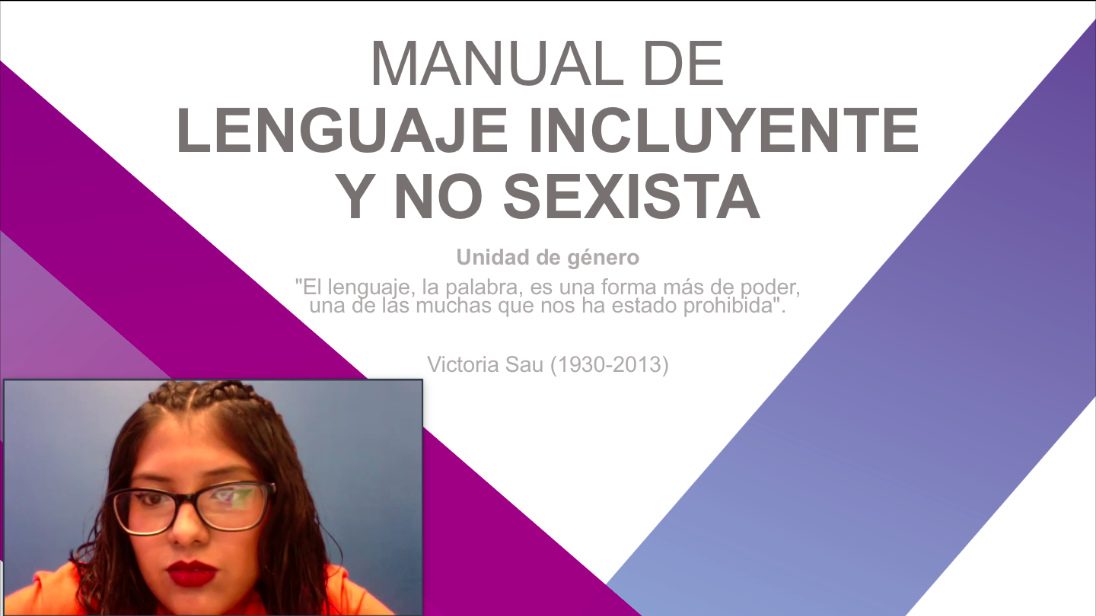 MANUAL DE
LENGUAJE INCLUYENTE
Y NO SEXISTA
Unidad de género
"El lenguaje, la palabra, es una forma más de poder,
una de las muchas que nos ha estado prohibida".
Victoria Sau (1930-2013)